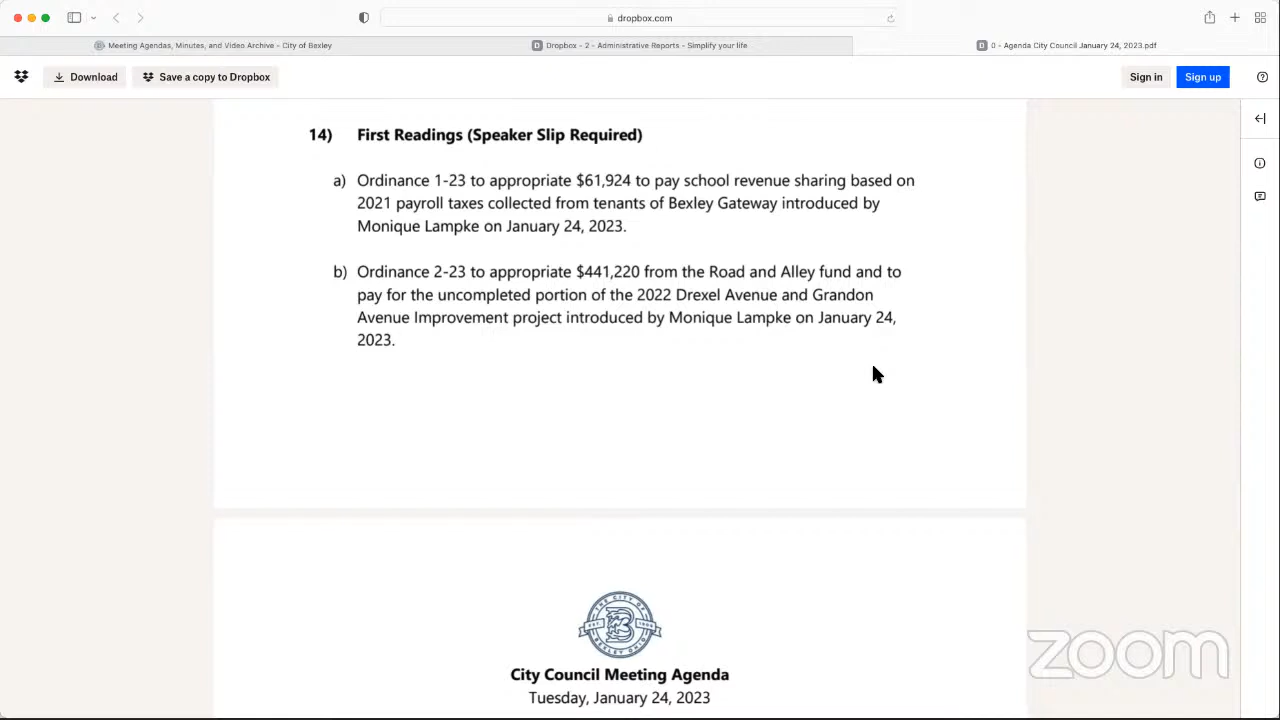 dropbox.com
Meeting Agendas, Minutes, and Video Archive - City of Bexley
Dropbox - 2 - Administrative Reports - Simplify your life
0 - Agenda City Council January 24, 2023.pdf
Download
Save a copy to Dropbox
Sign in
Sign up
14) First Readings (Speaker Slip Required)
a) Ordinance 1-23 to appropriate $61,924 to pay school revenue sharing based on
2021 payroll taxes collected from tenants of Bexley Gateway introduced by
Monique Lampke on January 24, 2023.
b) Ordinance 2-23 to appropriate $441,220 from the Road and Alley fund and to
pay for the uncompleted portion of the 2022 Drexel Avenue and Grandon
Avenue Improvement project introduced by Monique Lampke on January 24,
2023.
THE CITY OF
B
EST
BEXLEY OHIO
City Council Meeting Agenda
Tuesday, January 24, 2023
zoom